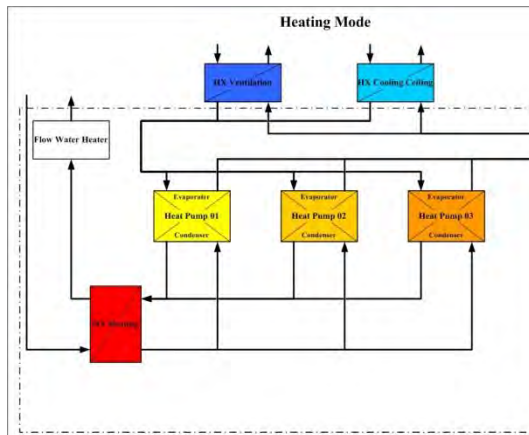 Heating Mode
HX Ventilation
HX Cooling Ceiling
Flow Water Heater
Evaporator
Heat Pump 01
Condenser
Evaporator
Heat Pump 02
Condenser
Evaporator
Heat Pump 03
Condenser
HX Heating